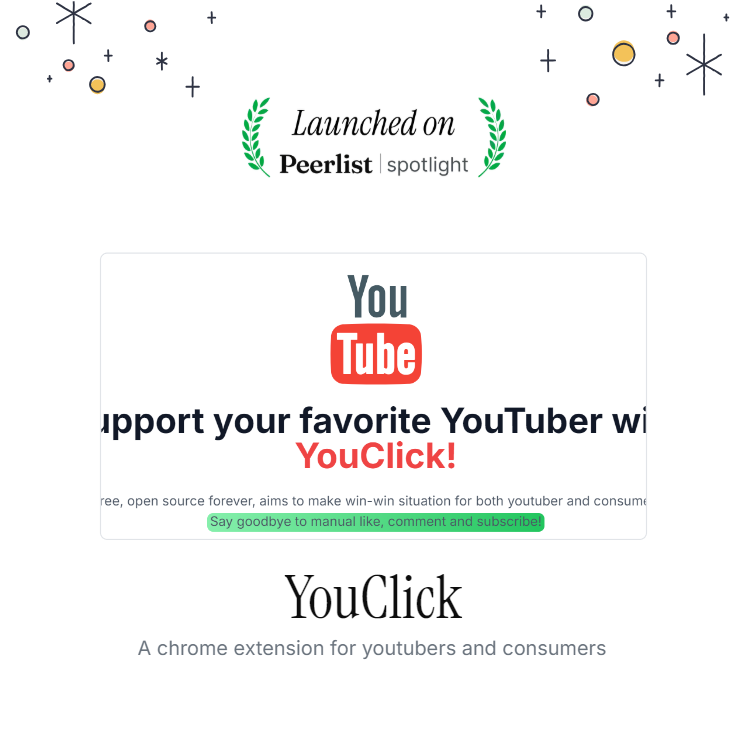 Launched on
Peerlist | spotlight
You
Tube
upport your favorite YouTuber wi
YouClick!
ree, open source forever, aims to make win-win situation for both youtuber and consume
Say goodbye to manual like, comment and subscribe!
YouClick
A chrome extension for youtubers and consumers